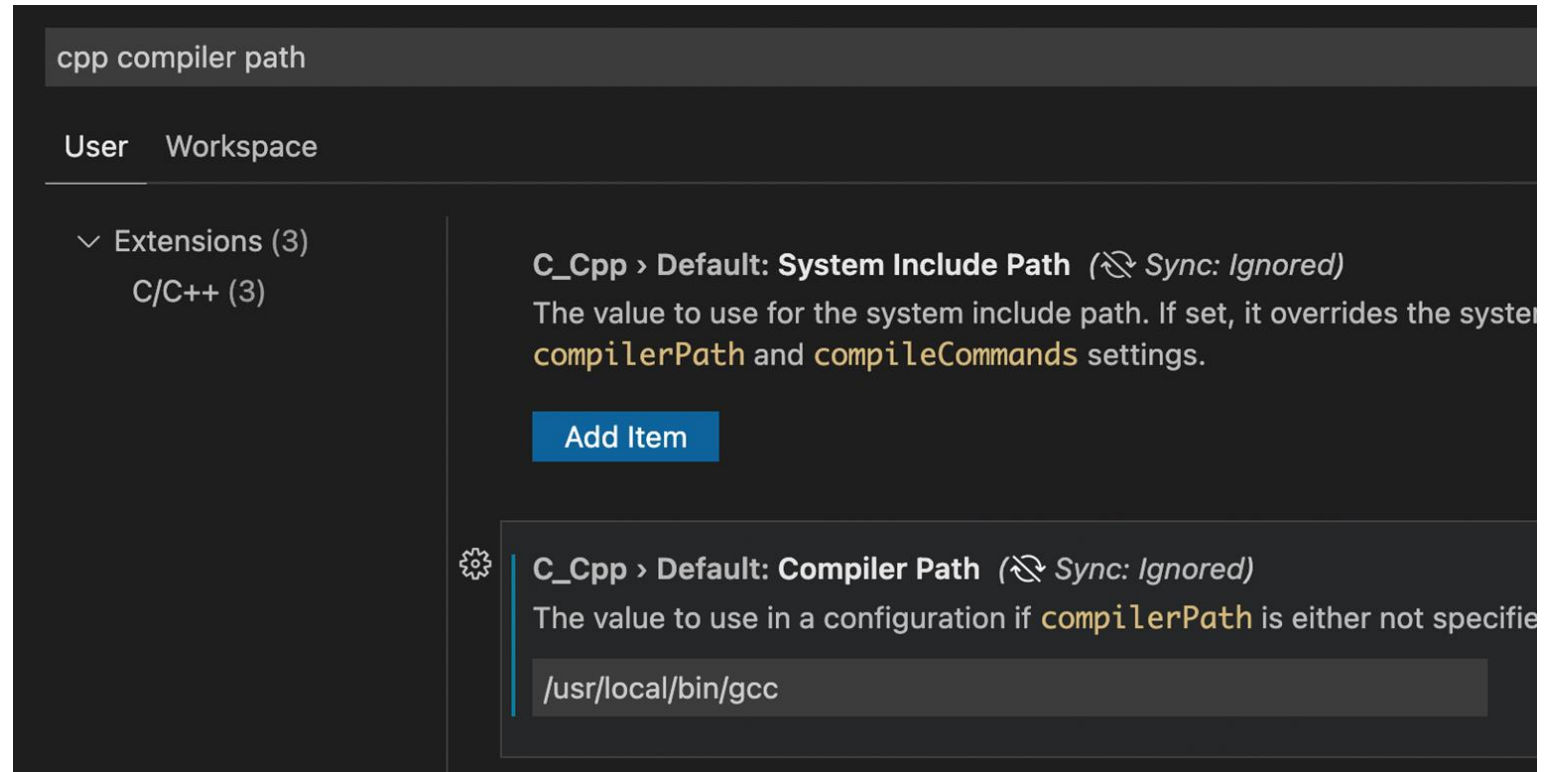 cpp compiler path
User Workspace
Extensions (3)
C/C++ (3)
C_Cpp › Default: System Include Path (Sync: Ignored)
The value to use for the system include path. If set, it overrides the
compilerPath and compileCommands settings.
Add Item
C_Cpp › Default: Compiler Path (Sync: Ignored)
The value to use in a configuration if compilerPath is either not
/usr/local/bin/gcc